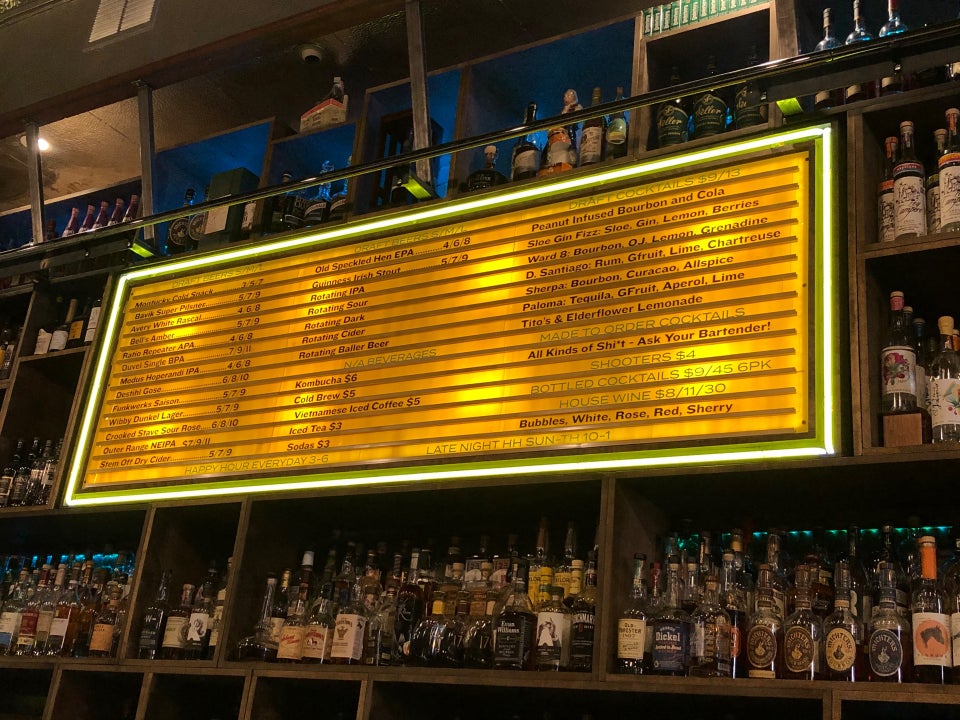 DRAFT BEERS S/M/L
Montucky Cold Snack 3/5/7
Bavik Super Pilsner 5/7/9
Avery White Rascal 4/6/8
Bell's Amber 5/7/9
Ratio Repeater APA 4/6/8
Duvel Single BPA 7/9/11
Modus Hoperandi IPA 4/6/8
Destihl Gose 6/8/10
Funkwerks Saison 5/7/9
Wibby Dunkel Lager 5/7/9
Crooked Stave Sour Rose 6/8/10
Outer Range NEIPA $7/9/11
Stem Off Dry Cider 5/7/9
HAPPY HOUR EVERYDAY 3-6
DRAFT BEERS S/M/L
Old Speckled Hen EPA 4/6/8
Guinness Irish Stout 5/7/9
Rotating IPA
Rotating Sour
Rotating Dark
Rotating Cider
Rotating Baller Beer
N/A BEVERAGES
Kombucha $6
Cold Brew $5
Vietnamese Iced Coffee $5
Iced Tea $3
Sodas $3
LATE NIGHT HH SUN-TH 10-1
DRAFT COCKTAILS $9/13
Peanut Infused Bourbon and Cola
Sloe Gin Fizz: Sloe, Gin, Lemon, Berries
Ward 8: Bourbon, OJ, Lemon, Grenadine
D. Santiago: Rum, Gfruit, Lime, Chartreuse
Sherpa: Bourbon, Curacao, Allspice
Paloma: Tequila, GFruit, Aperol, Lime
Tito's & Elderflower Lemonade
MADE TO ORDER COCKTAILS
All Kinds of Shi*t - Ask Your Bartender!
SHOOTERS $4
BOTTLED COCKTAILS $9/45 6PK
HOUSE WINE $8/11/30
Bubbles, White, Rose, Red, Sherry
Evan Williams
Dickel
MICHTER'S